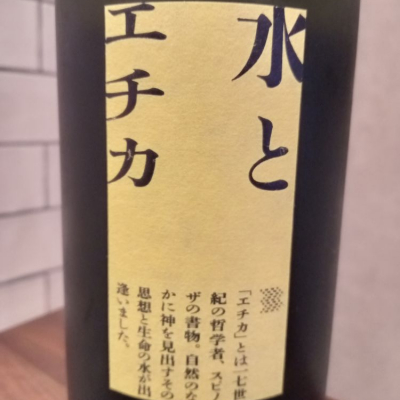 水と
エチカ
「エチカ」とは一七世
紀の哲学者、スピノ
ザの書物。自然のな
かに神を見出すその
思想と生命の水が出
逢いました。